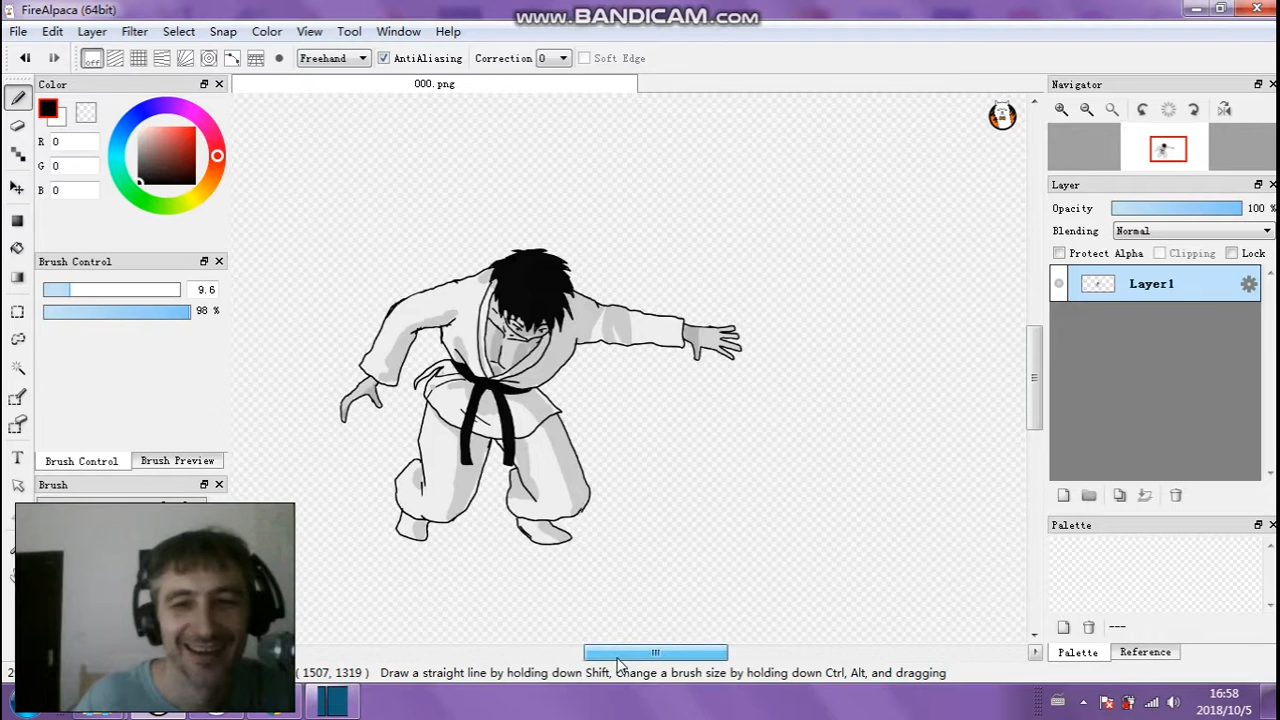 FireAlpaca (64bit)
www.BANDICAM.com
File Edit Layer Filter Select Snap Color View Tool Window Help
off Freehand AntiAliasing Correction 0 Soft Edge
Color
000.png
Navigator
R 0
G 0
B 0
Layer
Opacity 100 %
Blending Normal
Protect Alpha Clipping Lock
Brush Control
9.6
98 %
Layer1
Brush Control Brush Preview
Brush
Palette
---
Palette Reference
( 1507, 1319 ) Draw a straight line by holding down Shift, Change a brush size by holding down Ctrl, Alt, and dragging
16:58
2018/10/5